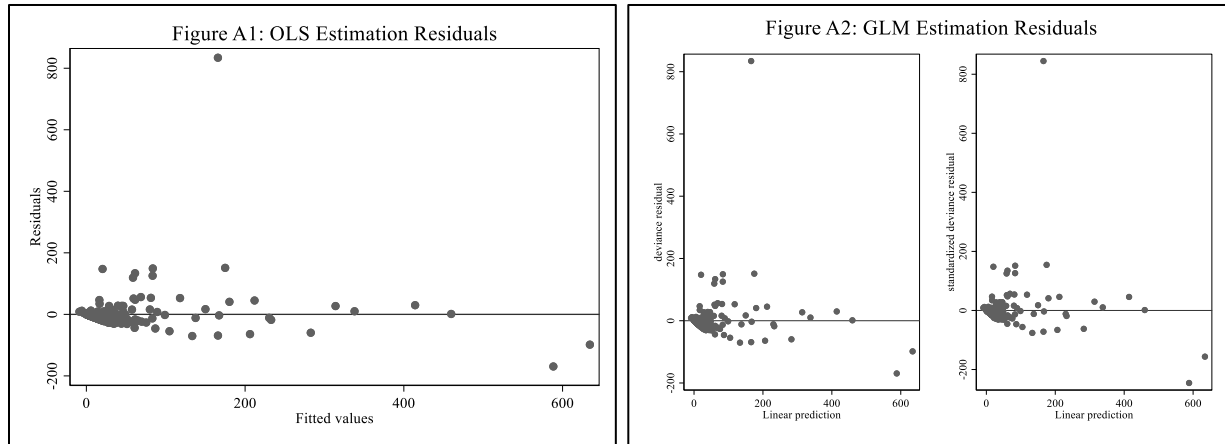 Figure A1: OLS Estimation Residuals
800
600
400
200
0
-200
Residuals
0 200 400 600
Fitted values
Figure A2: GLM Estimation Residuals
800
600
400
200
0
-200
deviance residual
0 200 400 600
Linear prediction
800
600
400
200
0
-200
standardized deviance residual
0 200 400 600
Linear prediction